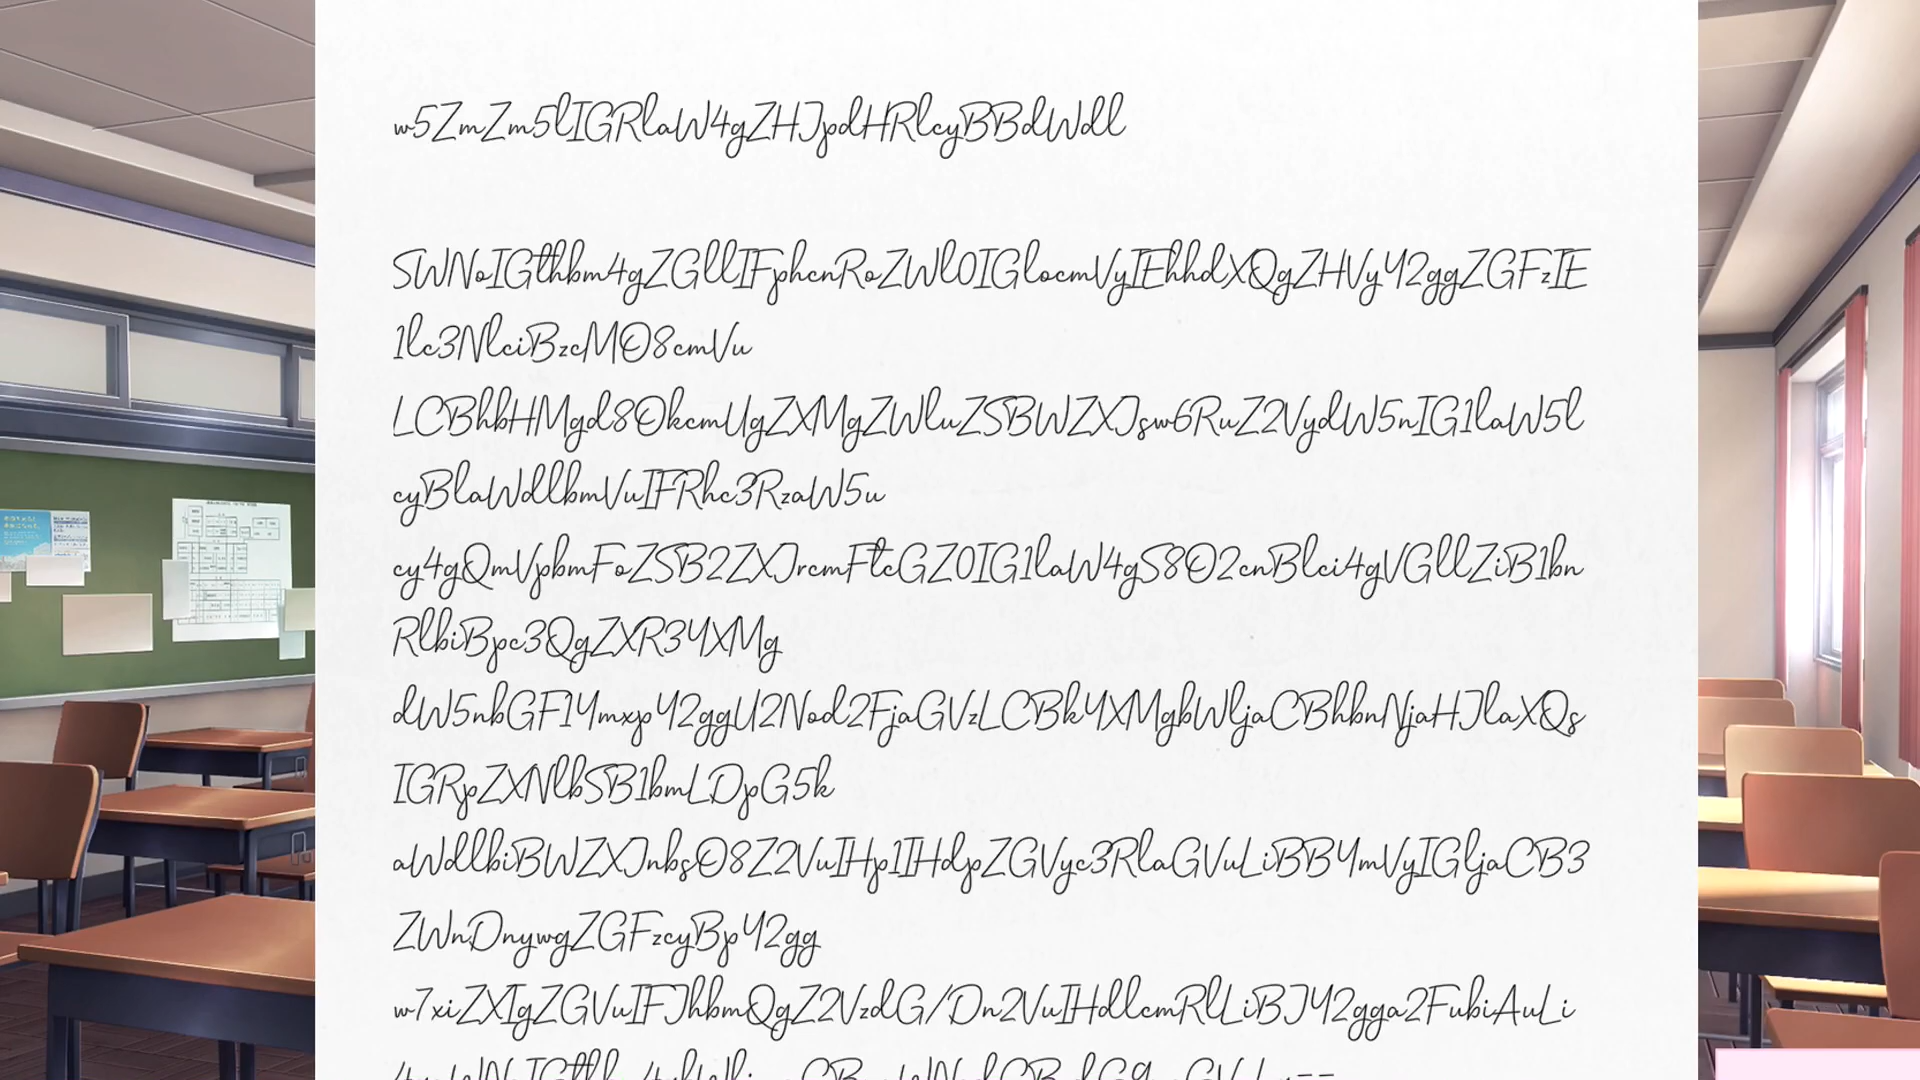 w5ZmZm5lIGRlaW4gZHJpdHRlcyBBdWdl
SWNoIGthbm4gZGllIFphcnRoZWl0IGlocmVyIEhhdXQgZHVyY2ggZGFzIE
1lc3NlciBzcMO8cmVu
LCBhbHMgd8OkcmUgZXMgZWluZSBWZXJsw6RuZ2VydW5nIG1laW5l
cyBlaWdlbmVuIFRhc3RzaW5u
cy4gQmVpbmFoZSB2ZXJrcmFtcGZ0IG1laW4gS8O2cnBlci4gVGllZiB1bn
RlbiBpc3QgZXR3YXMg
dW5nbGF1YmxpY2ggU2Nod2FjaGVzLCBkYXMgbWljaCBhbnNjaHJlaXQs
IGRpZXNlbSB1bmLDpG5k
aWdlbiBWZXJnbsO8Z2VuIHp1IHdpZGVyc3RlaGVuLiBBYmVyIGljaCB3
ZWnDnywgZGFzcyBpY2gg
w7xiZXIgZGVuIFJhbmQgZ2VzdG/Dn2VuIHdlcmRlLiBJY2gga2FubiAuLi